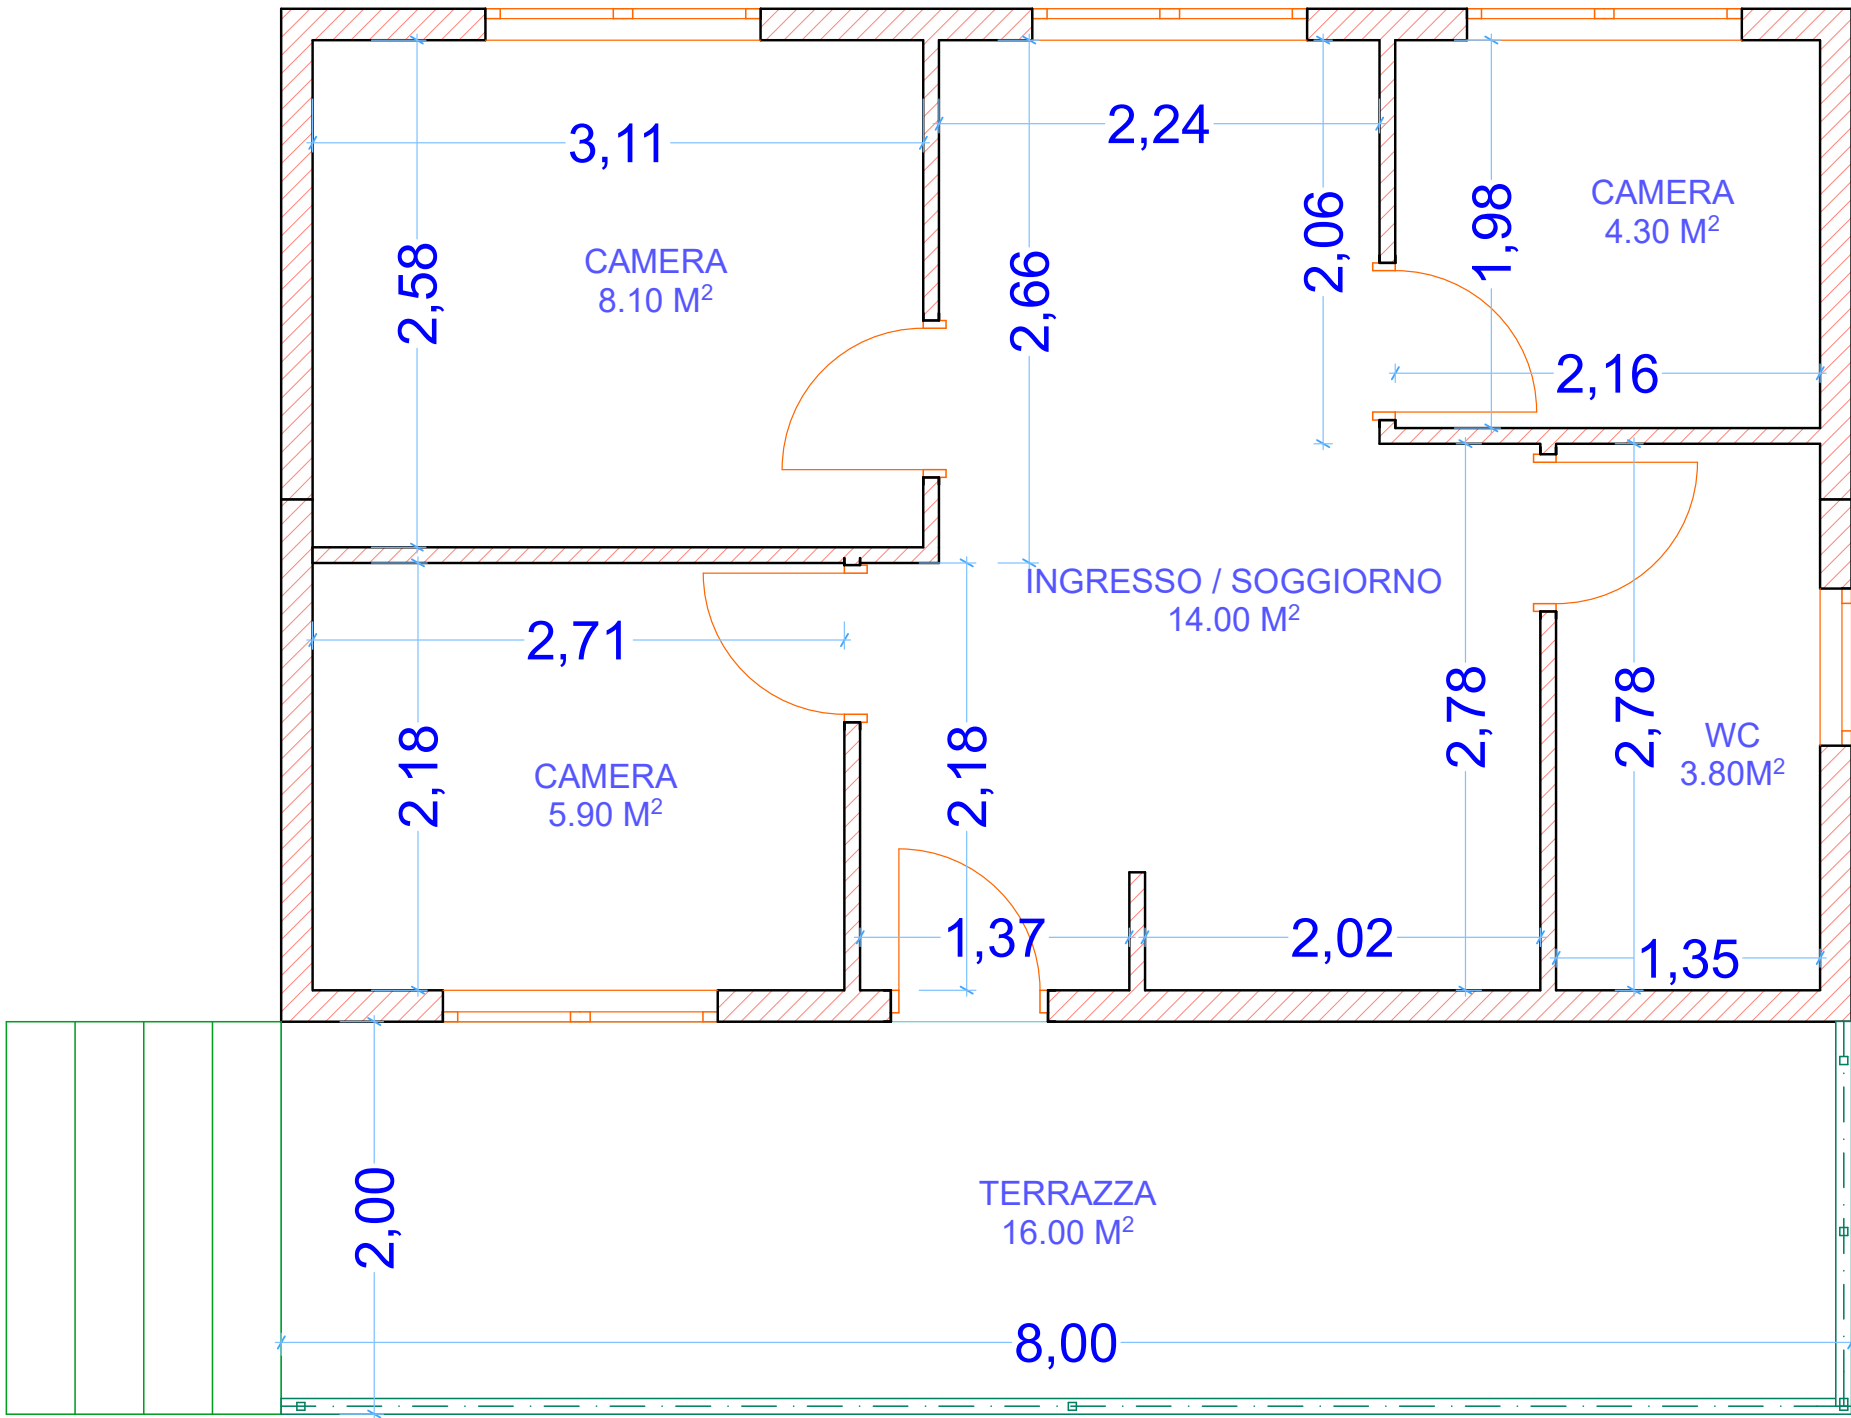 3,11
2,24
CAMERA
4.30 M²
1,98
2,06
2,58
CAMERA
8.10 M²
2,66
2,16
INGRESSO / SOGGIORNO
14.00 M²
2,71
2,18
CAMERA
5.90 M²
2,18
2,78
2,78
WC
3.80M²
1,37
2,02
1,35
2,00
TERRAZZA
16.00 M²
8,00